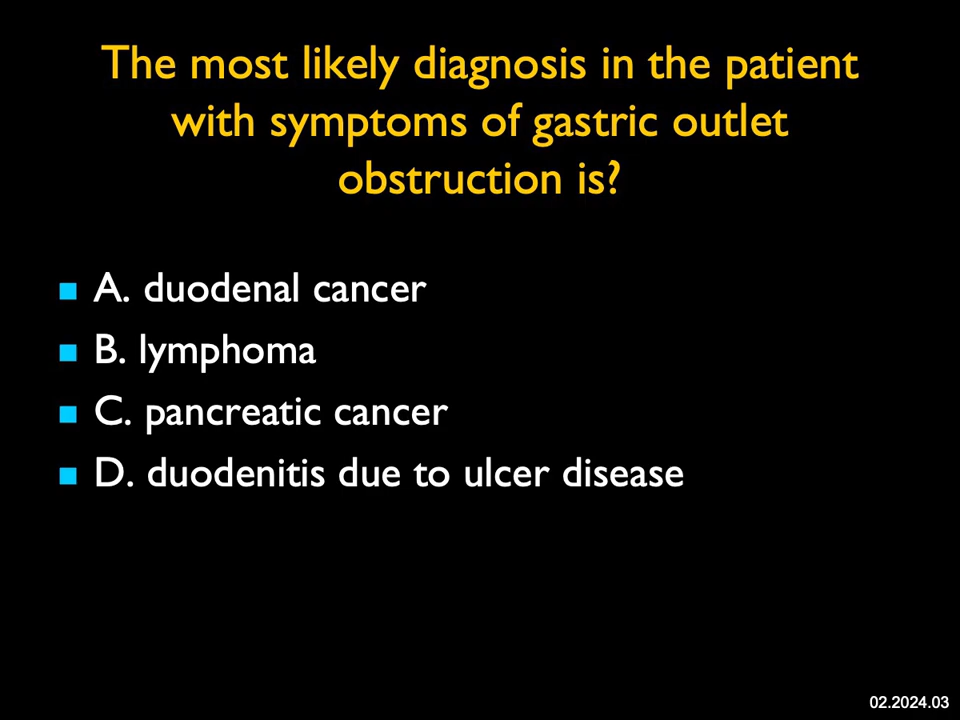 The most likely diagnosis in the patient
with symptoms of gastric outlet
obstruction is?
A. duodenal cancer
B. lymphoma
C. pancreatic cancer
D. duodenitis due to ulcer disease
02.2024.03